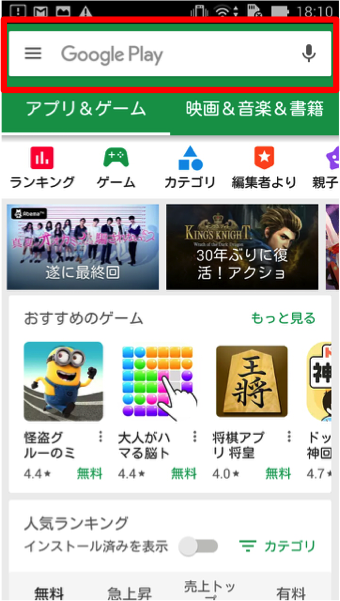 18:10
Google Play
アプリ＆ゲーム
映画＆音楽＆書籍
ランキング
ゲーム
カテゴリ
編集者より
親子
AbemaTV
遂に最終回
KING'S KNIGHT
30年ぶりに復
活！アクショ
おすすめのゲーム
もっと見る
王将
怪盗グ
ルーのミ
4.4★
無料
大人がハ
マる脳ト
4.4★
無料
将棋アプ
リ 将皇
4.0★
無料
神
ドッ
神回
4.7★
人気ランキング
インストール済みを表示
カテゴリ
無料
急上昇
売上トッ
プ
有料